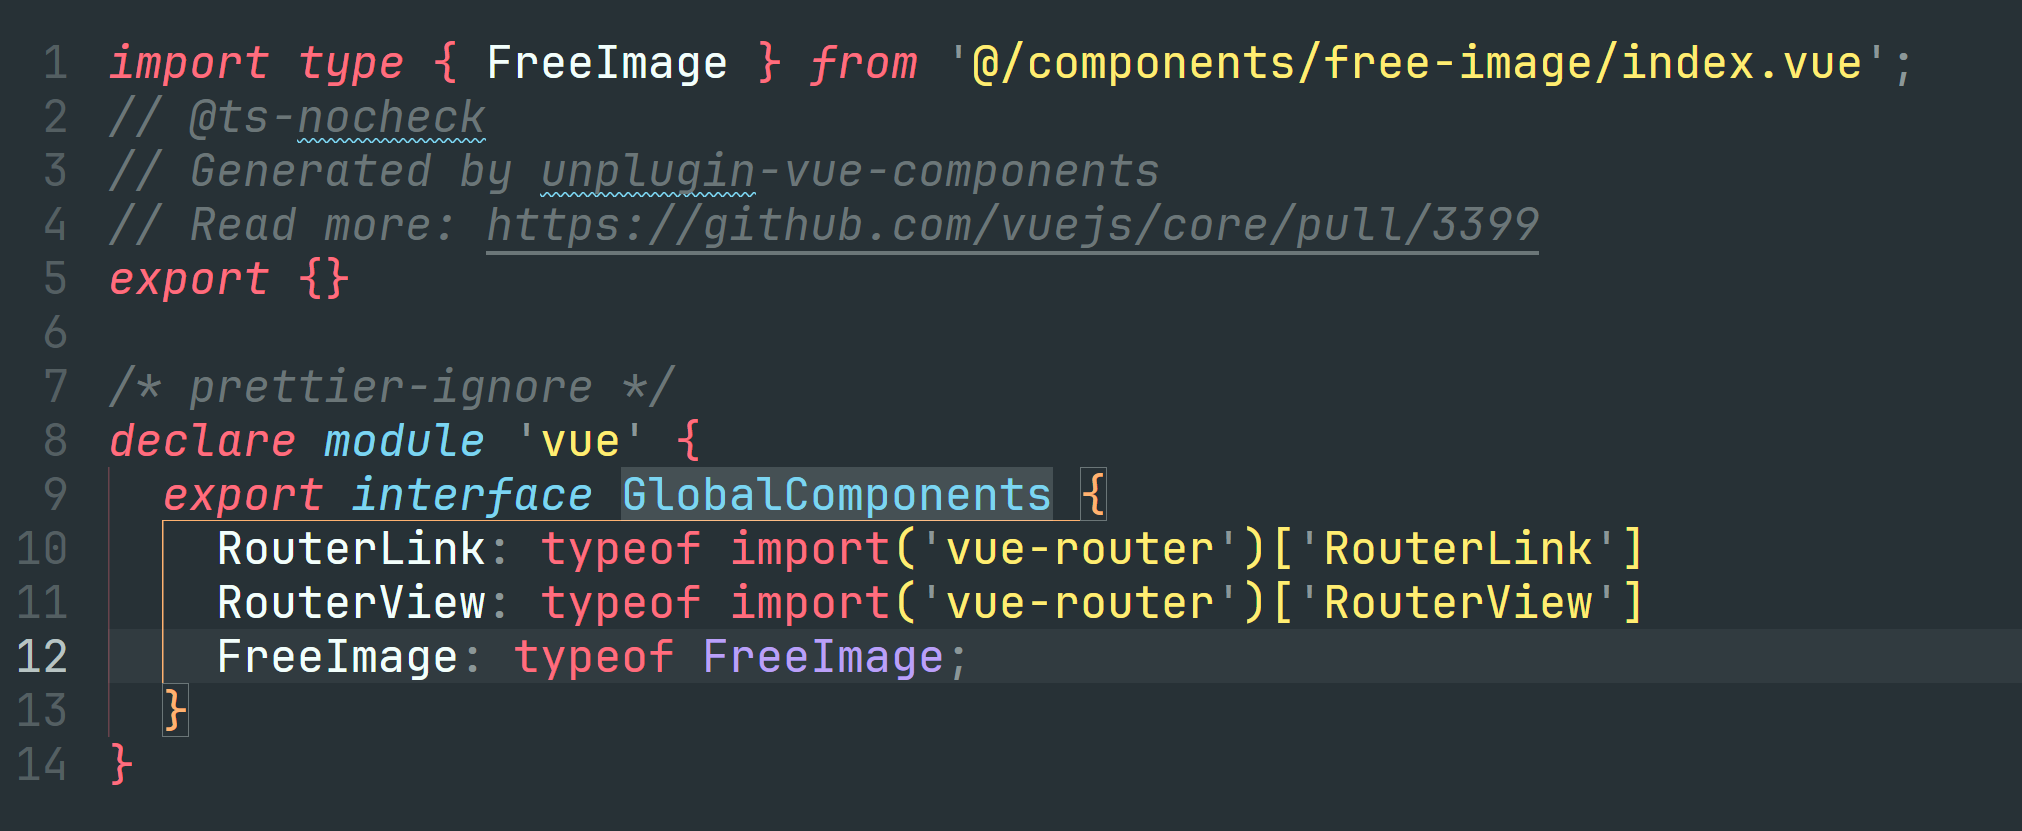 1 import type { FreeImage } from '@/components/free-image/index.vue';
2 // @ts-nocheck
3 // Generated by unplugin-vue-components
4 // Read more: https://github.com/vuejs/core/pull/3399
5 export {}
6
7 /* prettier-ignore */
8 declare module 'vue' {
9   export interface GlobalComponents {
10     RouterLink: typeof import('vue-router')['RouterLink']
11     RouterView: typeof import('vue-router')['RouterView']
12     FreeImage: typeof FreeImage;
13   }
14 }